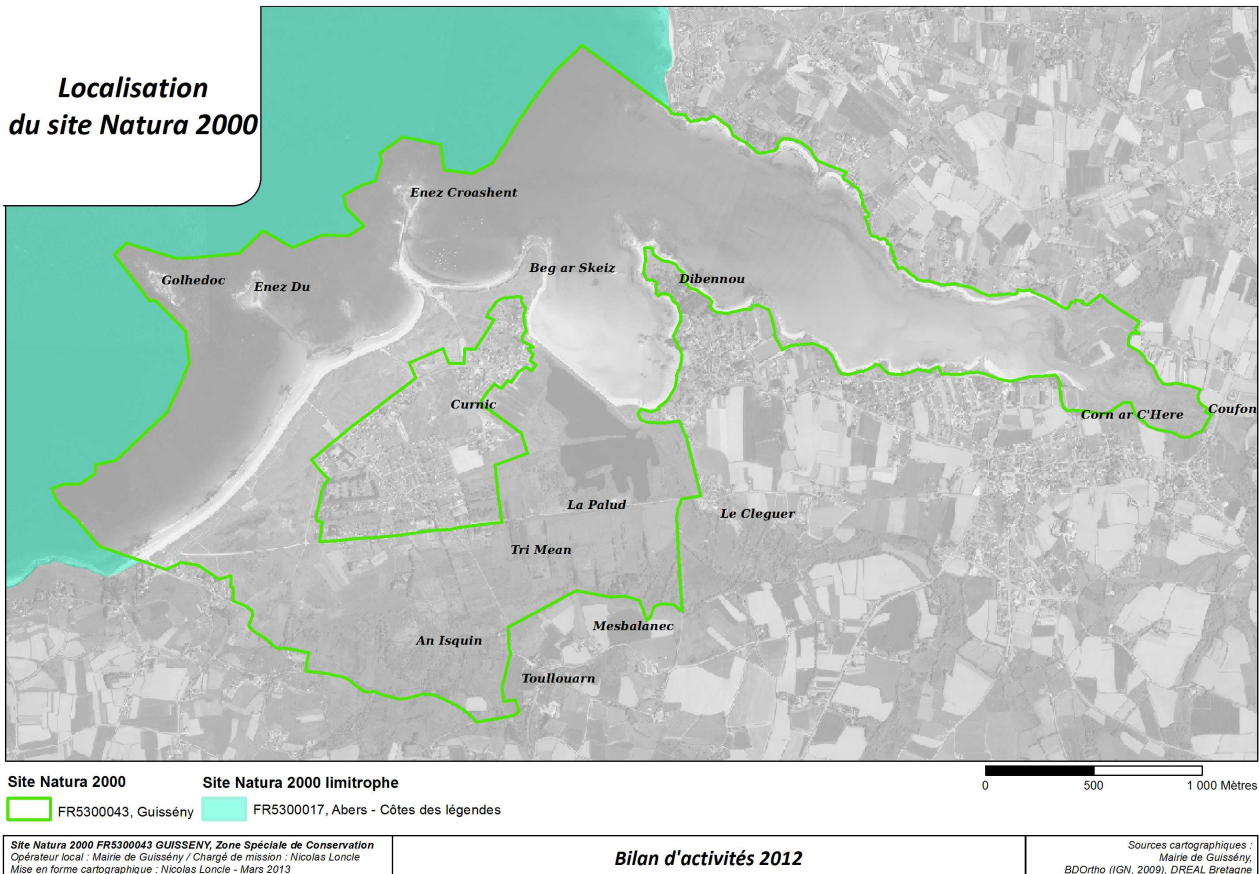 Localisation
du site Natura 2000
Enez Croashent
Golhedoc
Enez Du
Beg ar Skeiz
Dibennou
Curnic
Corn ar C'Here
Coufon
La Palud
Le Cleguer
Tri Mean
Mesbalanec
An Isquin
Toullouarn
Site Natura 2000
FR5300043, Guissény
Site Natura 2000 limitrophe
FR5300017, Abers - Côtes des légendes
0 500 1 000 Mètres
Site Natura 2000 FR5300043 GUISSENY, Zone Spéciale de Conservation
Opérateur local : Mairie de Guissény / Chargé de mission : Nicolas Loncle
Mise en forme cartographique : Nicolas Loncle - Mars 2013
Bilan d'activités 2012
Sources cartographiques :
Mairie de Guissény,
BDOrtho (IGN, 2009), DREAL Bretagne